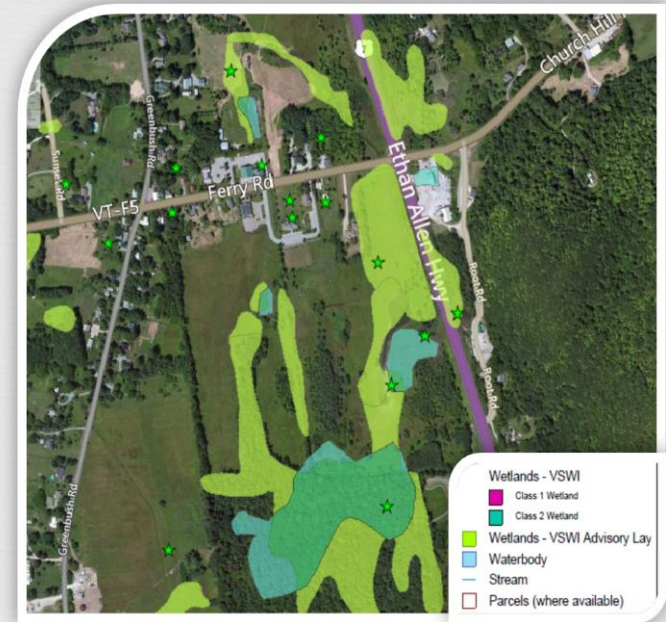 7
Church Hill
Greenbush Rd
Sunset Rd
Ethan Allen Hwy
VT-F5
Ferry Rd
Root Rd
Root Rd
Greenbush Rd
Wetlands - VSWI
Class 1 Wetland
Class 2 Wetland
Wetlands - VSWI Advisory Lay
Waterbody
Stream
Parcels (where available)